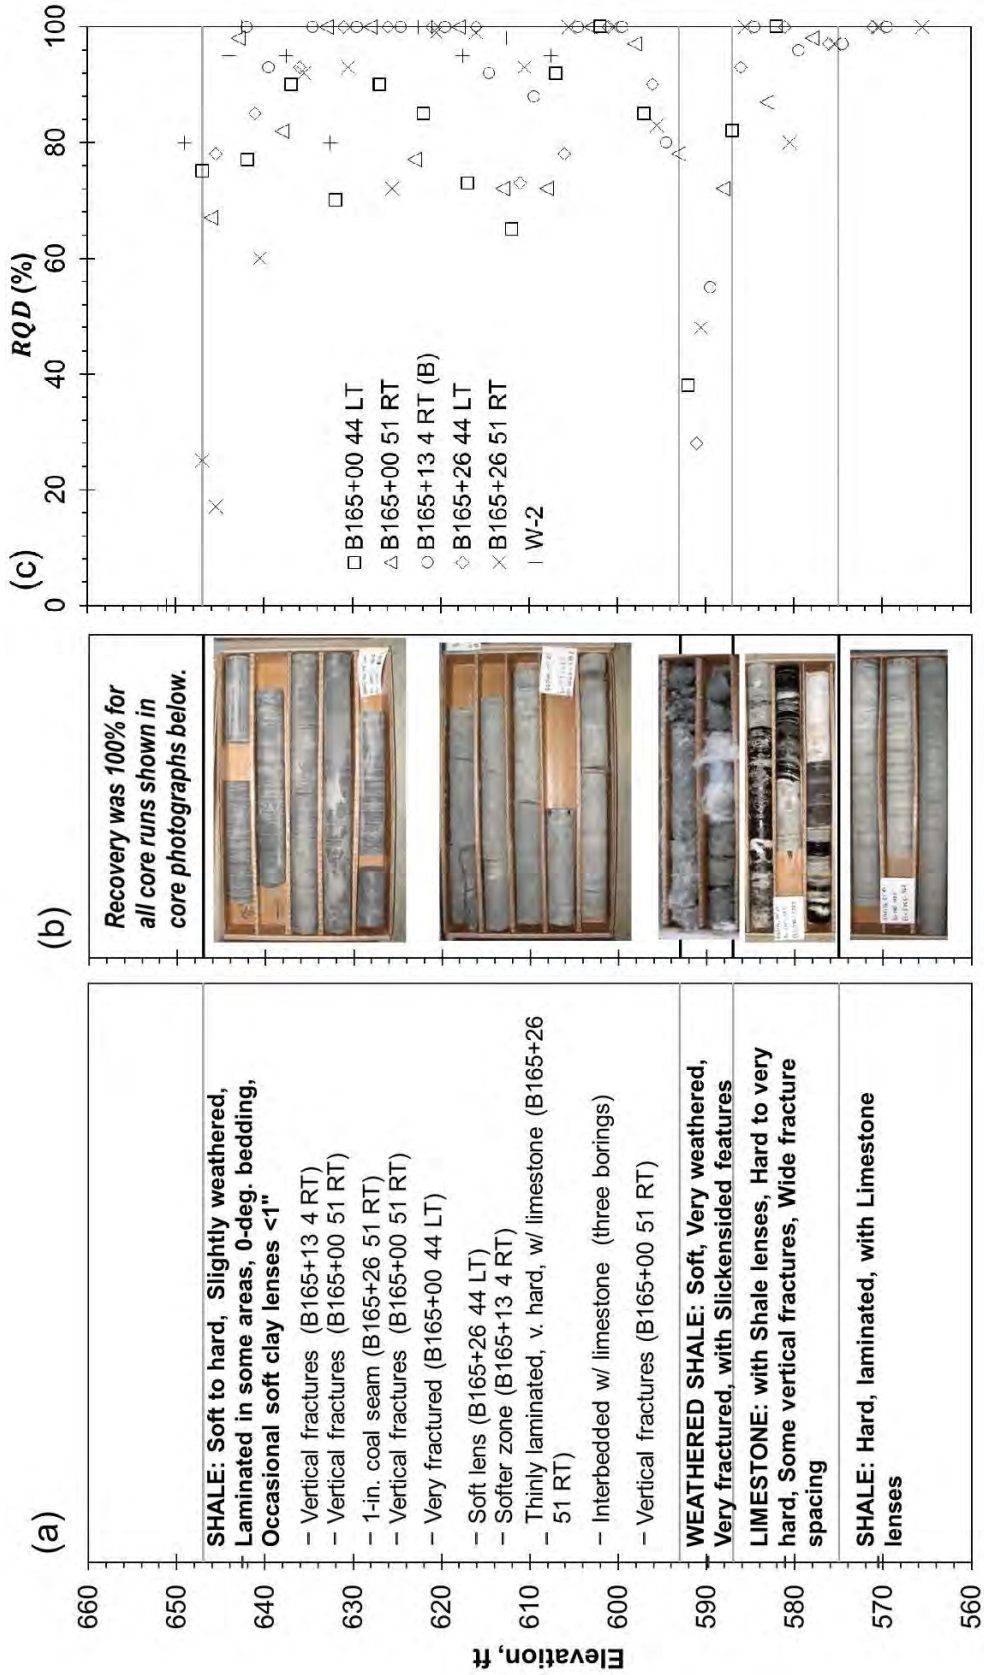 (a)
(b)
(c)
Elevation, ft
660
650
640
630
620
610
600
590
580
570
560
SHALE: Soft to hard, Slightly weathered,
Laminated in some areas, 0-deg. bedding,
Occasional soft clay lenses <1"
– Vertical fractures (B165+13 4 RT)
– Vertical fractures (B165+00 51 RT)
– 1-in. coal seam (B165+26 51 RT)
– Vertical fractures (B165+00 51 RT)
– Very fractured (B165+00 44 LT)
– Soft lens (B165+26 44 LT)
– Softer zone (B165+13 4 RT)
– Thinly laminated, v. hard, w/ limestone (B165+26
51 RT)
– Interbedded w/ limestone (three borings)
– Vertical fractures (B165+00 51 RT)
WEATHERED SHALE: Soft, Very weathered,
Very fractured, with Slickensided features
LIMESTONE: with Shale lenses, Hard to very
hard, Some vertical fractures, Wide fracture
spacing
SHALE: Hard, laminated, with Limestone
lenses
Recovery was 100% for
all core runs shown in
core photographs below.
RQD (%)
0
20
40
60
80
100
B165+00 44 LT
B165+00 51 RT
B165+13 4 RT (B)
B165+26 44 LT
B165+26 51 RT
W-2